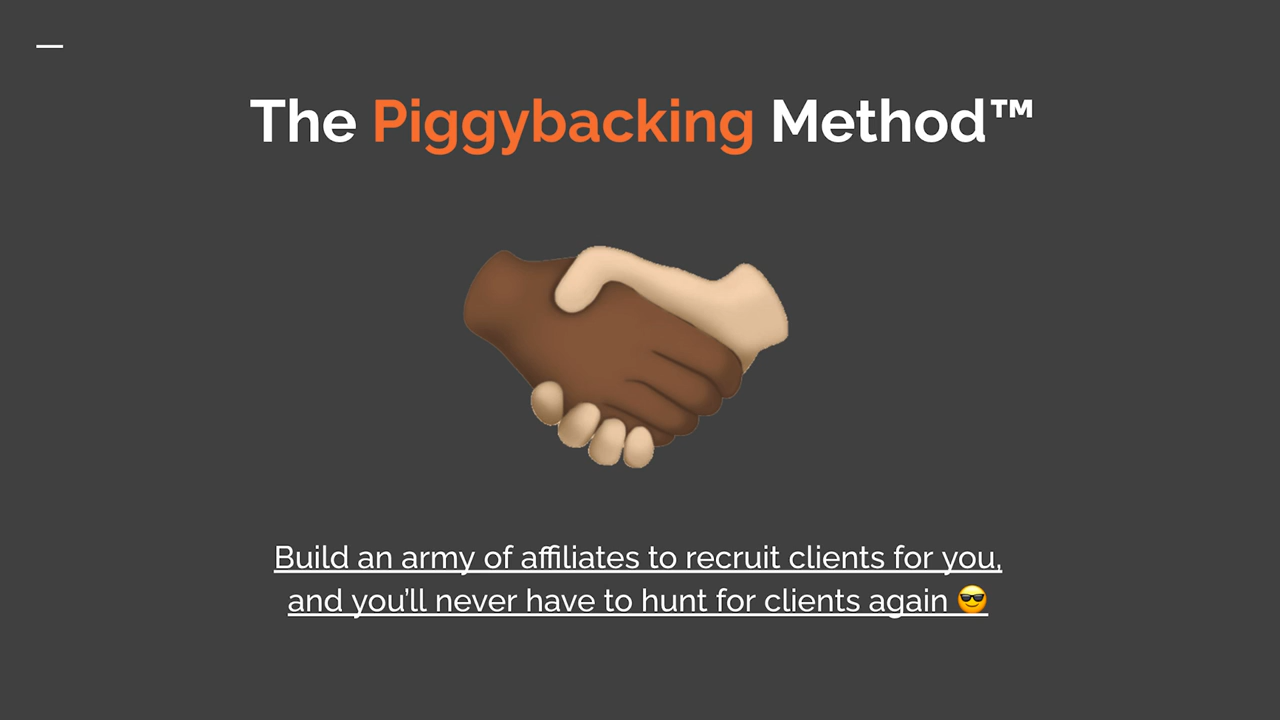 The Piggybacking Method™
Build an army of affiliates to recruit clients for you,
and you’ll never have to hunt for clients again 😎